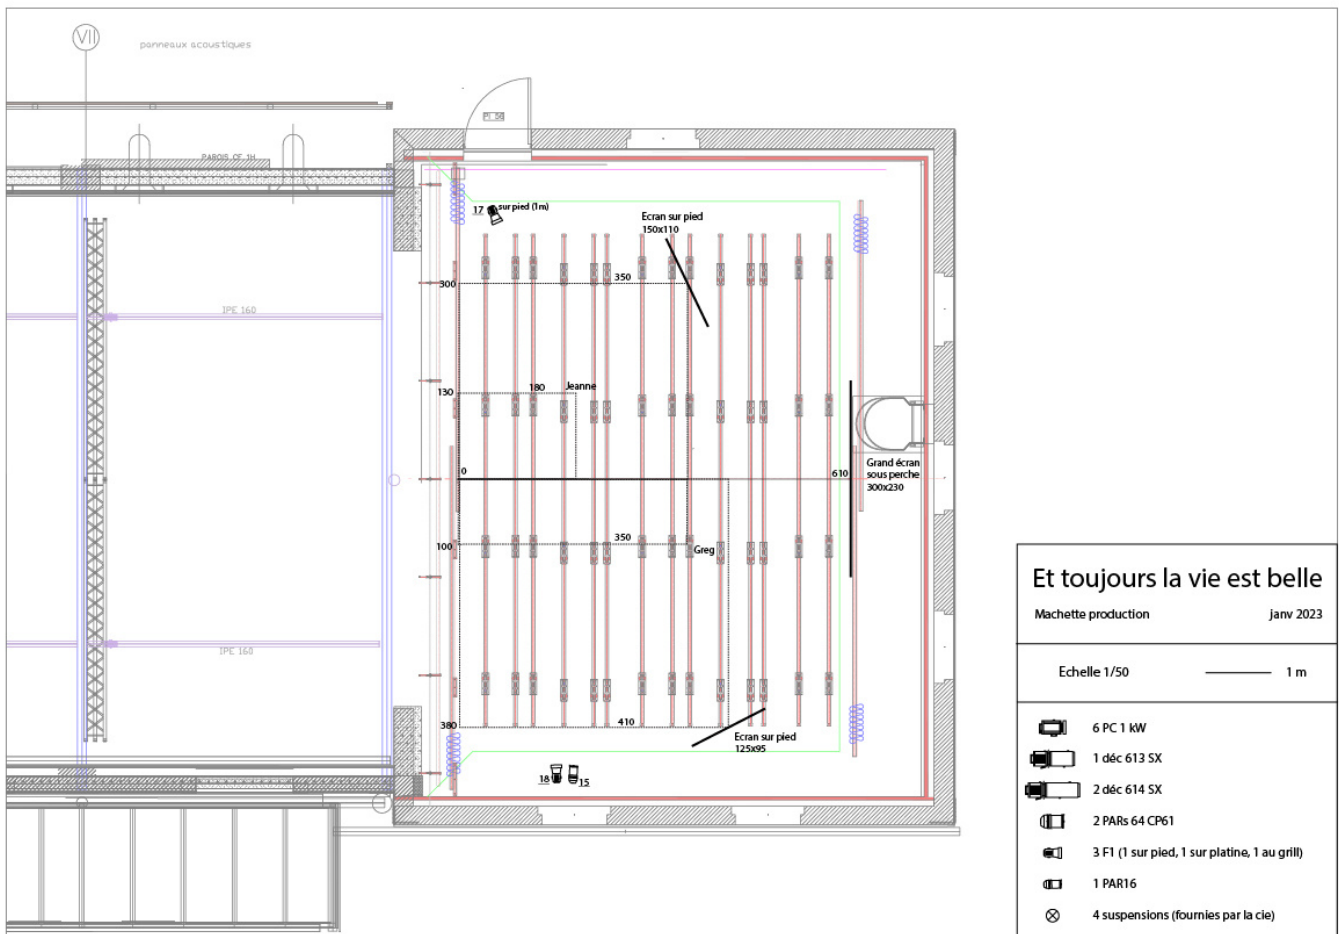 VII
panneaux acoustiques
PI 50
PAROIS CF 1H
17 sur pied (1m)
Ecran sur pied
150x110
IPE 160
300
350
130
180
Jeanne
0
610
Grand écran
sous perche
300x230
100
350
Greg
IPE 160
380
410
Ecran sur pied
125x95
18
15
Et toujours la vie est belle
Machette production janv 2023
Echelle 1/50 1 m
6 PC 1 kW
1 déc 613 SX
2 déc 614 SX
2 PARs 64 CP61
3 F1 (1 sur pied, 1 sur platine, 1 au grill)
1 PAR16
4 suspensions (fournies par la cie)